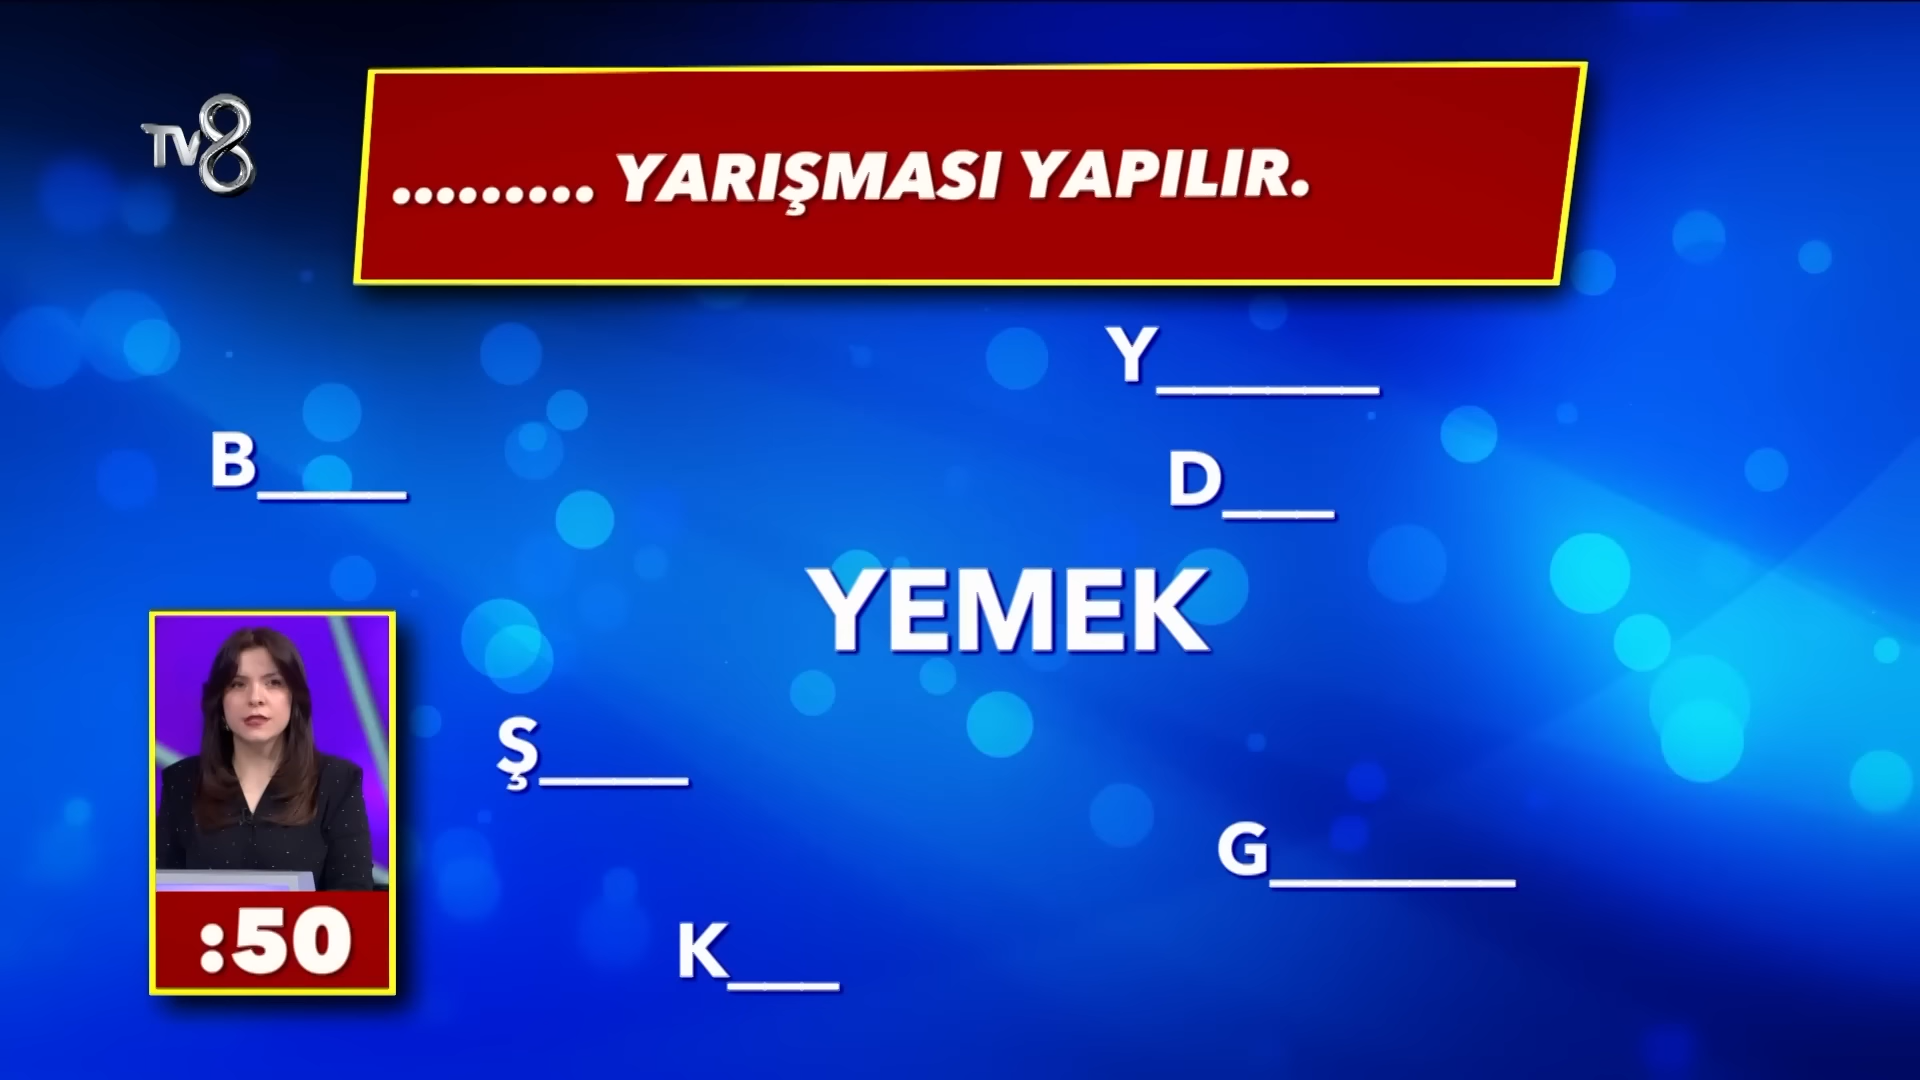 TV8
......... YARIŞMASI YAPILIR.
Y______
B____
D___
YEMEK
Ş____
G_______
K___
:50